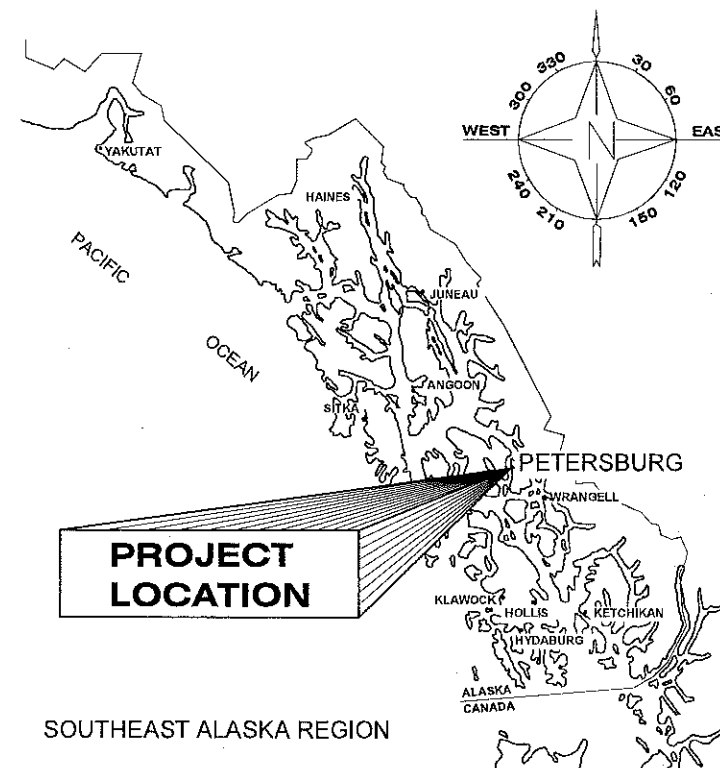 330
30
300
60
WEST
N
EAS
240
120
210
150
YAKUTAT
HAINES
PACIFIC
OCEAN
JUNEAU
ANGOON
SITKA
PETERSBURG
WRANGELL
PROJECT
LOCATION
KLAWOCK
HOLLIS
KETCHIKAN
HYDABURG
ALASKA
CANADA
SOUTHEAST ALASKA REGION